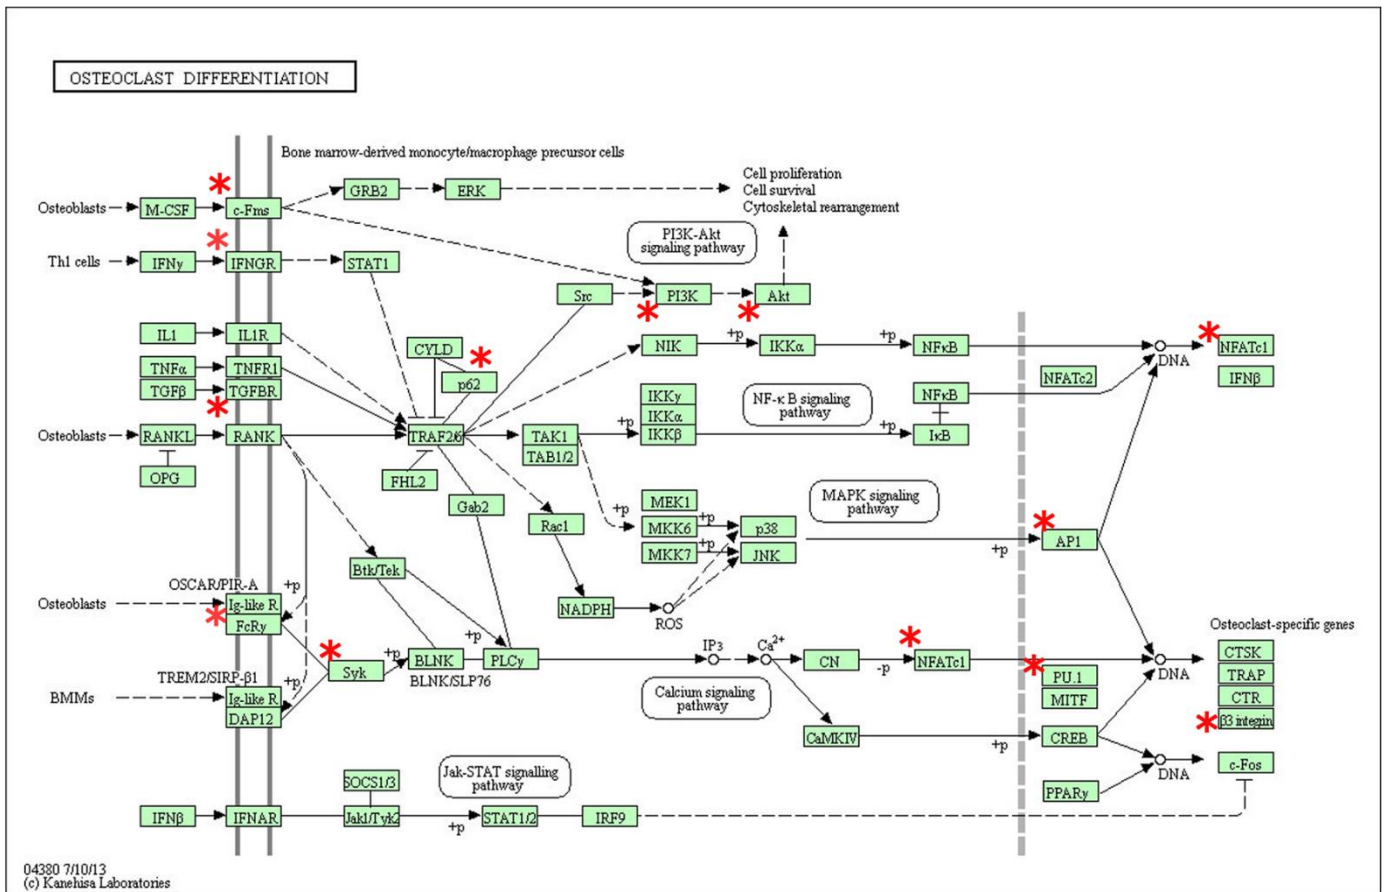 OSTEOCLAST DIFFERENTIATION
Bone marrow-derived monocyte/macrophage precursor cells
Osteoblasts
M-CSF
c-Fms
GRB2
ERK
Cell proliferation
Cell survival
Cytoskeletal rearrangement
PI3K-Akt
signaling pathway
Th1 cells
IFNγ
IFNGR
STAT1
Src
PI3K
Akt
IL1
IL1R
CYLD
NIK
+p
IKKα
+p
NFκB
DNA
NFATc1
TNFα
TNFR1
p62
NFATc2
IFNβ
TGFβ
TGFBR
IKKγ
IKKα
IKKβ
NF-κ B signaling
pathway
NFκB
Osteoblasts
RANKL
RANK
TRAF2/6
TAK1
TAB1/2
+p
+p
IκB
OPG
FHL2
Gab2
Rac1
+p
MEK1
MKK6
+p
p38
MKK7
+p
JNK
MAPK signaling
pathway
+p
AP1
Btk/Tek
OSCAR/PIR-A
+p
Osteoblasts
Ig-like R
FcRγ
NADPH
ROS
Osteoclast-specific genes
Syk
+p
BLNK
+p
PLCγ
BLNK/SLP76
IP3
Ca2+
CN
-p
NFATc1
PU.1
MITF
DNA
CTSK
TRAP
CTR
β3 integrin
TREM2/SIRP-β1
+p
BMMs
Ig-like R
DAP12
Calcium signaling
pathway
CaMKIV
+p
CREB
DNA
c-Fos
PPARγ
Jak-STAT signalling
pathway
SOCS1/3
IFNβ
IFNAR
Jak1/Tyk2
+p
STAT1/2
IRF9
04380 7/10/13
(c) Kanehisa Laboratories